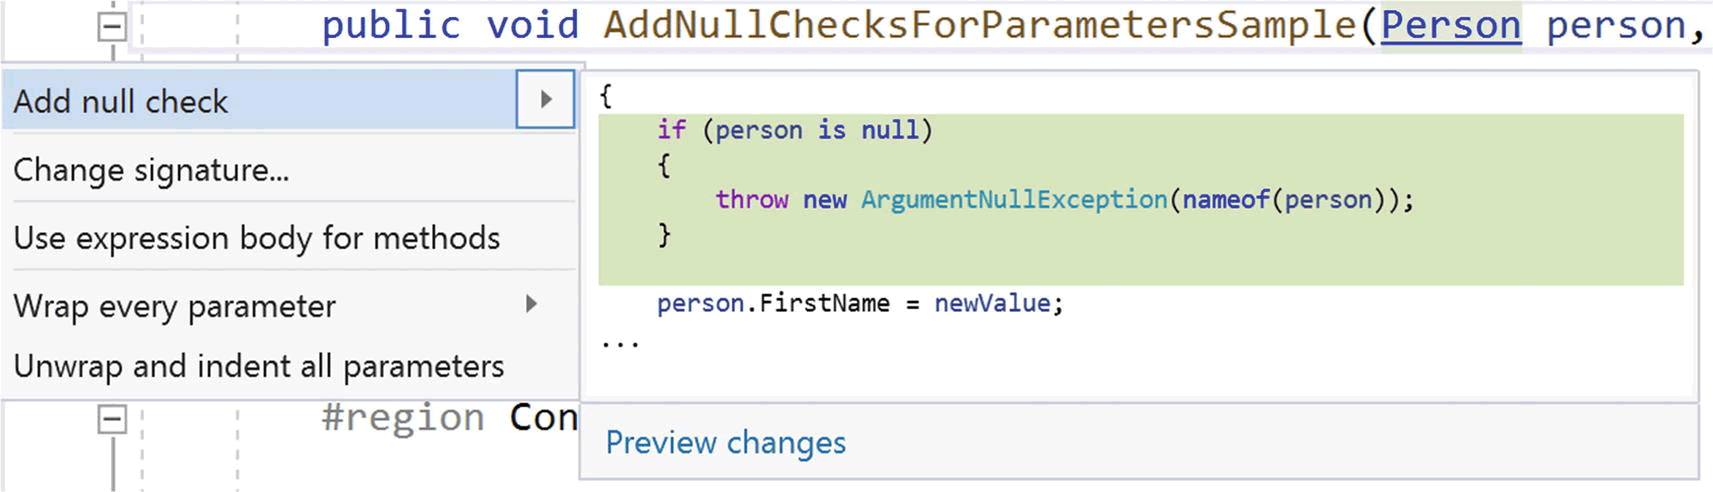 public void AddNullChecksForParametersSample(Person person,
Add null check
Change signature...
Use expression body for methods
Wrap every parameter
Unwrap and indent all parameters
{
if (person is null)
{
throw new ArgumentNullException(nameof(person));
}
person.FirstName = newValue;
...
Preview changes
#region Con